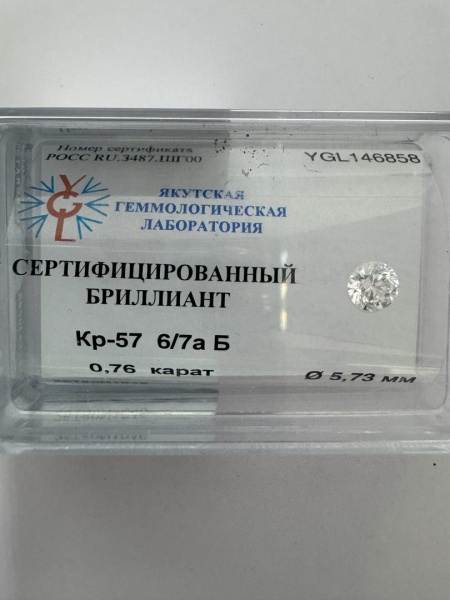 Номер сертификата
РОСС RU.3487.ШГ00 YGL146858
YGL
ЯКУТСКАЯ
ГЕММОЛОГИЧЕСКАЯ
ЛАБОРАТОРИЯ
СЕРТИФИЦИРОВАННЫЙ
БРИЛЛИАНТ
Кр-57 6/7а Б
0,76 карат Ø 5,73 мм